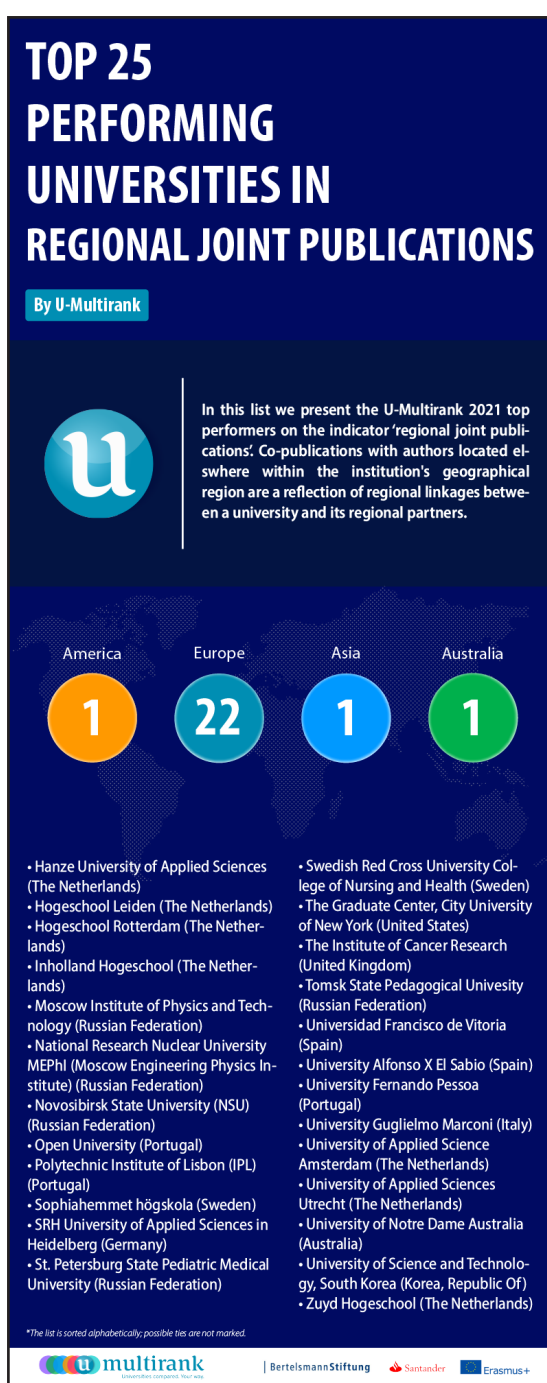 TOP 25
PERFORMING
UNIVERSITIES IN
REGIONAL JOINT PUBLICATIONS
By U-Multirank
u
In this list we present the U-Multirank 2021 top
performers on the indicator ‘regional joint publi-
cations’. Co-publications with authors located el-
swhere within the institution's geographical
region are a reflection of regional linkages betwe-
en a university and its regional partners.
America
Europe
Asia
Australia
1
22
1
1
• Hanze University of Applied Sciences
(The Netherlands)
• Hogeschool Leiden (The Netherlands)
• Hogeschool Rotterdam (The Nether-
lands)
• Inholland Hogeschool (The Nether-
lands)
• Moscow Institute of Physics and Tech-
nology (Russian Federation)
• National Research Nuclear University
MEPhI (Moscow Engineering Physics In-
stitute) (Russian Federation)
• Novosibirsk State University (NSU)
(Russian Federation)
• Open University (Portugal)
• Polytechnic Institute of Lisbon (IPL)
(Portugal)
• Sophiahemmet högskola (Sweden)
• SRH University of Applied Sciences in
Heidelberg (Germany)
• St. Petersburg State Pediatric Medical
University (Russian Federation)
• Swedish Red Cross University Col-
lege of Nursing and Health (Sweden)
• The Graduate Center, City University
of New York (United States)
• The Institute of Cancer Research
(United Kingdom)
• Tomsk State Pedagogical Univesity
(Russian Federation)
• Universidad Francisco de Vitoria
(Spain)
• University Alfonso X El Sabio (Spain)
• University Fernando Pessoa
(Portugal)
• University Guglielmo Marconi (Italy)
• University of Applied Science
Amsterdam (The Netherlands)
• University of Applied Sciences
Utrecht (The Netherlands)
• University of Notre Dame Australia
(Australia)
• University of Science and Technolo-
gy, South Korea (Korea, Republic Of)
• Zuyd Hogeschool (The Netherlands)
*The list is sorted alphabetically; possible ties are not marked.
u multirank
Universities compared. Your way.
BertelsmannStiftung
Santander
Erasmus+